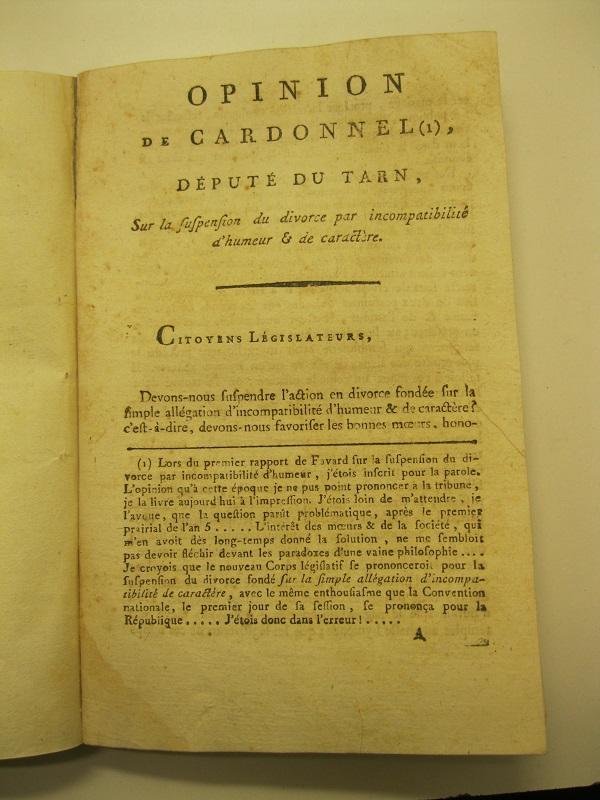 OPINION
DE CARDONNEL (1),
DÉPUTÉ DU TARN,
Sur la ſuſpenſion du divorce par incompatibilité
d'humeur & de caractère.
CITOYENS LÉGISLATEURS,
Devons-nous ſuſpendre l'action en divorce fondée ſur la
ſimple allégation d'incompatibilité d'humeur & de caractère?
c'eſt-à-dire, devons-nous favoriſer les bonnes mœurs, hono-
(1) Lors du premier rapport de Favard ſur la ſuſpenſion du di-
vorce par incompatibilité d'humeur, j'étois inſcrit pour la parole.
L'opinion qu'à cette époque je ne pus point prononcer à la tribune,
je la livre aujourd'hui à l'impreſſion. J'étois loin de m'attendre, je
l'avoue, que la queſtion parût problématique, après le premier
prairial de l'an 5..... L'intérêt des mœurs & de la ſociété, qui
m'en avoit dès long-temps donné la ſolution, ne me ſembloit
pas devoir fléchir devant les paradoxes d'une vaine philoſophie....
Je croyois que le nouveau Corps légiſlatif ſe prononceroit pour la
ſuſpenſion du divorce fondé ſur la ſimple allégation d'incompa-
tibilité de caractère, avec le même enthouſiaſme que la Convention
nationale, le premier jour de ſa ſeſſion, ſe prononça pour la
République..... J'étois donc dans l'erreur!.....
A